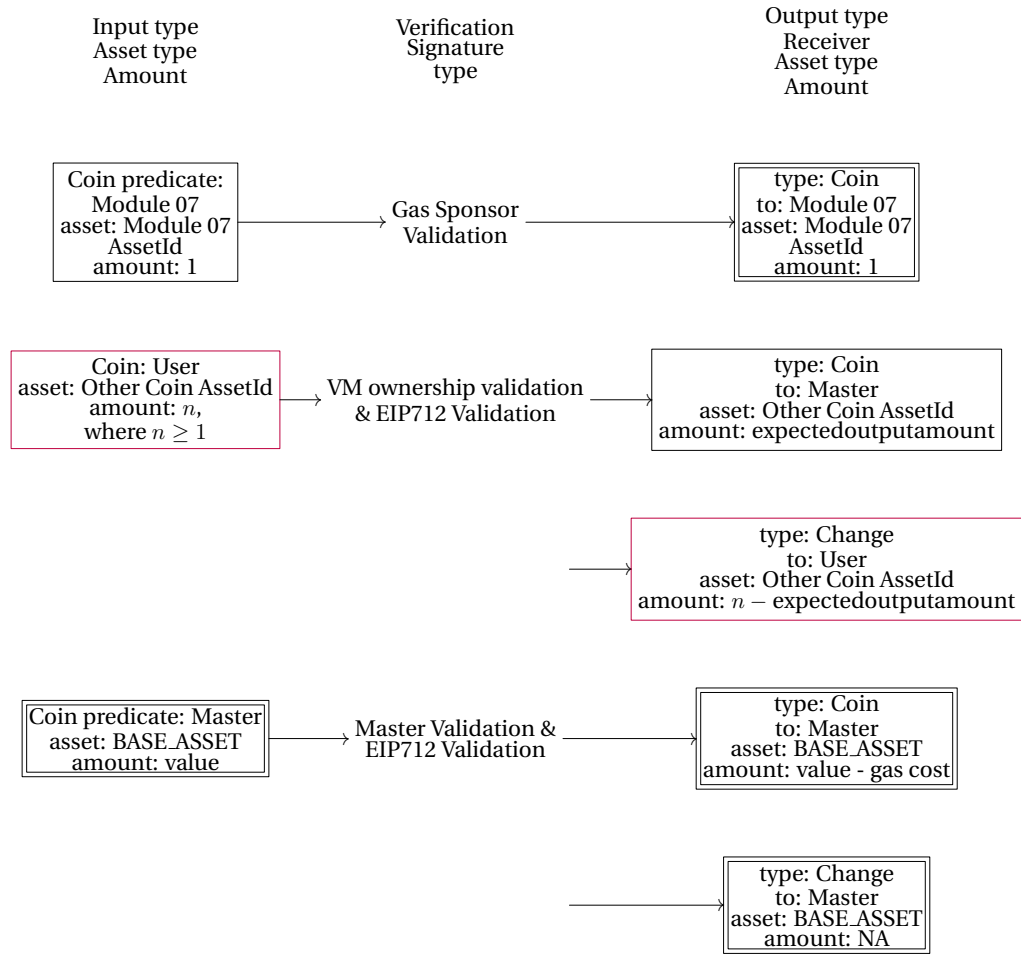 Input type
Asset type
Amount
Verification
Signature
type
Output type
Receiver
Asset type
Amount
Coin predicate:
Module 07
asset: Module 07
AssetId
amount: 1
Gas Sponsor
Validation
type: Coin
to: Module 07
asset: Module 07
AssetId
amount: 1
Coin: User
asset: Other Coin AssetId
amount: n,
where n ≥ 1
VM ownership validation
& EIP712 Validation
type: Coin
to: Master
asset: Other Coin AssetId
amount: expectedoutputamount
type: Change
to: User
asset: Other Coin AssetId
amount: n − expectedoutputamount
Coin predicate: Master
asset: BASE_ASSET
amount: value
Master Validation &
EIP712 Validation
type: Coin
to: Master
asset: BASE_ASSET
amount: value - gas cost
type: Change
to: Master
asset: BASE_ASSET
amount: NA